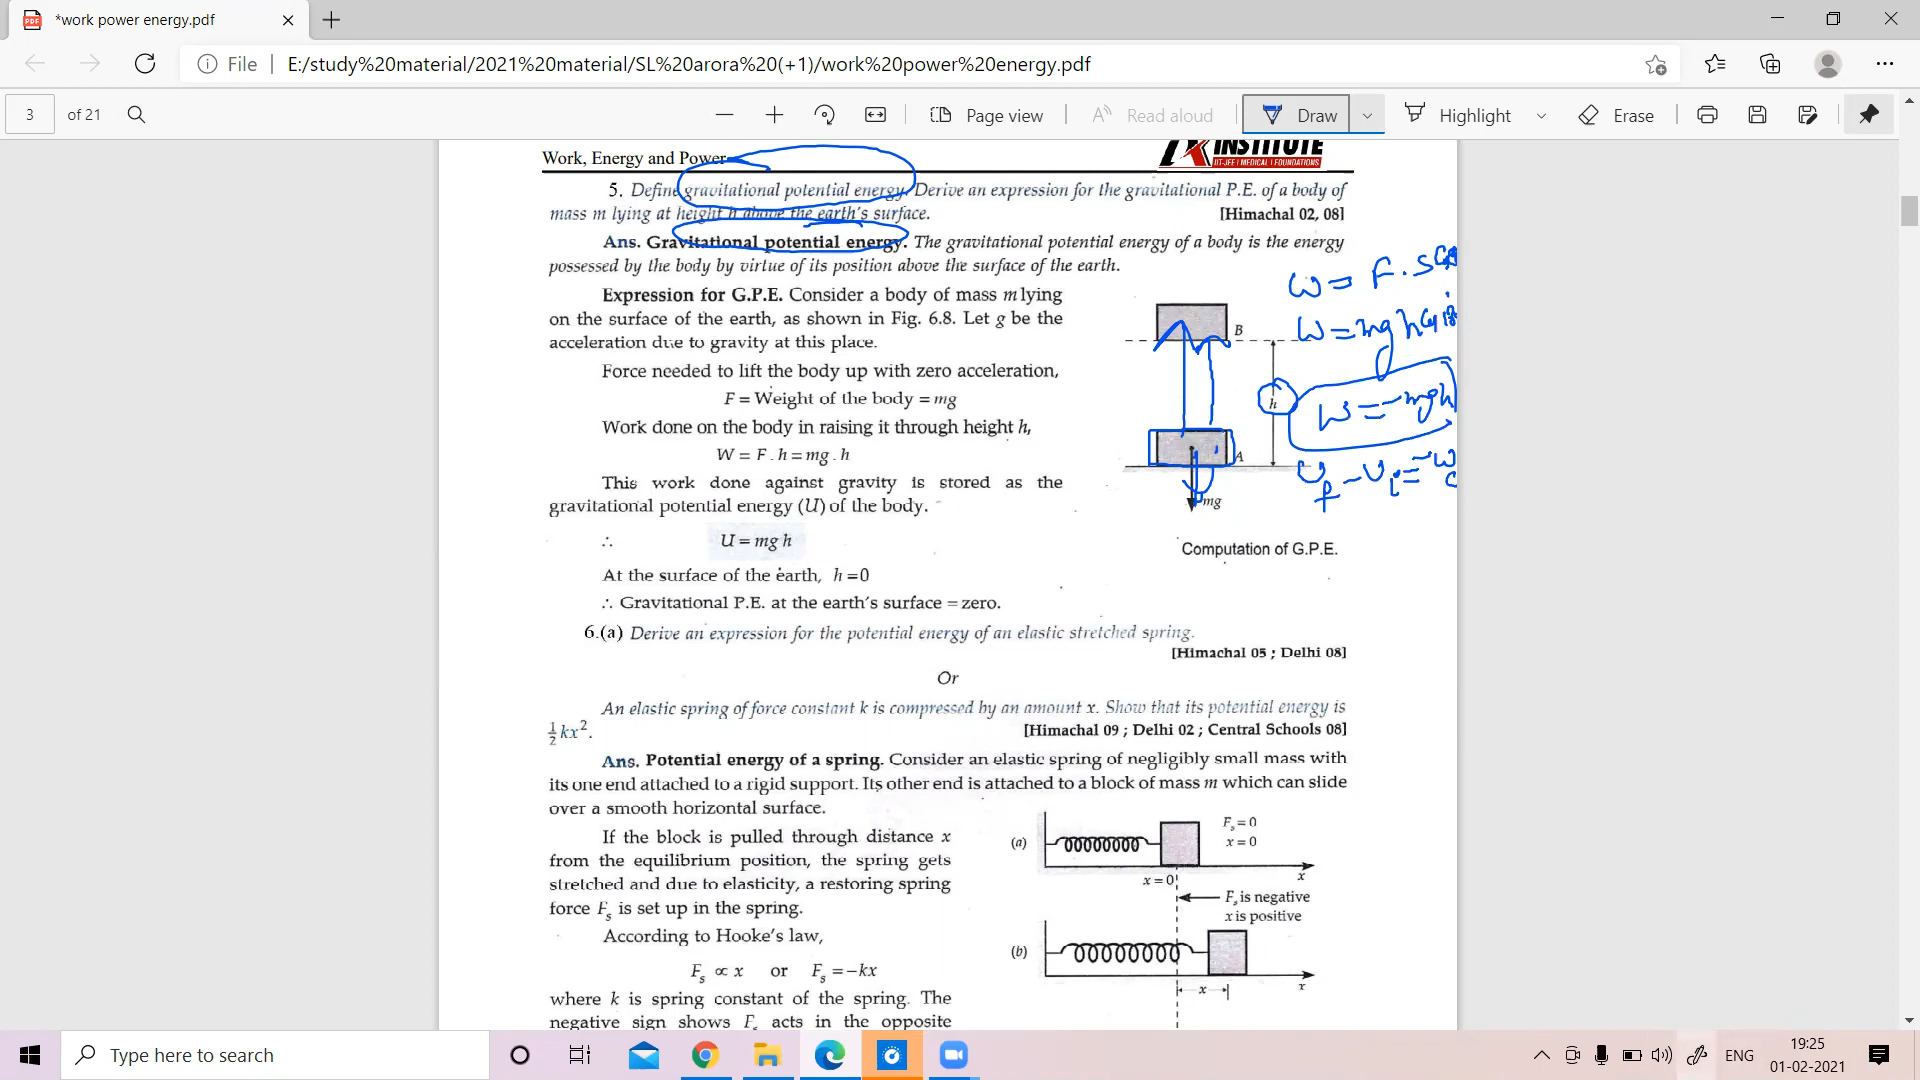 *work power energy.pdf
File
E:/study%20material/2021%20material/SL%20arora%20(+1)/work%20power%20energy.pdf
3 of 21
Page view
Read aloud
Draw
Highlight
Erase
Work, Energy and Power
INSTITUTE
IIT-JEE | MEDICAL | FOUNDATIONS
5. Define gravitational potential energy. Derive an expression for the gravitational P.E. of a body of
mass m lying at height h above the earth's surface. [Himachal 02, 08]
Ans. Gravitational potential energy. The gravitational potential energy of a body is the energy
possessed by the body by virtue of its position above the surface of the earth.
Expression for G.P.E. Consider a body of mass m lying
on the surface of the earth, as shown in Fig. 6.8. Let g be the
acceleration due to gravity at this place.
Force needed to lift the body up with zero acceleration,
F = Weight of the body = mg
Work done on the body in raising it through height h,
W = F . h = mg . h
This work done against gravity is stored as the
gravitational potential energy (U) of the body.
∴ U = mg h
At the surface of the earth, h = 0
∴ Gravitational P.E. at the earth's surface = zero.
B
h
A
mg
Computation of G.P.E.
W = F . S
W = mg h
W = -mgh
U_f - U_i = -W
6.(a) Derive an expression for the potential energy of an elastic stretched spring.
[Himachal 05 ; Delhi 08]
Or
An elastic spring of force constant k is compressed by an amount x. Show that its potential energy is
½ kx². [Himachal 09 ; Delhi 02 ; Central Schools 08]
Ans. Potential energy of a spring. Consider an elastic spring of negligibly small mass with
its one end attached to a rigid support. Its other end is attached to a block of mass m which can slide
over a smooth horizontal surface.
If the block is pulled through distance x
from the equilibrium position, the spring gets
stretched and due to elasticity, a restoring spring
force Fₛ is set up in the spring.
According to Hooke's law,
Fₛ ∝ x or Fₛ = −kx
where k is spring constant of the spring. The
negative sign shows Fₛ acts in the opposite
(a)
Fₛ = 0
x = 0
x = 0
x
Fₛ is negative
x is positive
(b)
x
x
Type here to search
ENG
19:25
01-02-2021